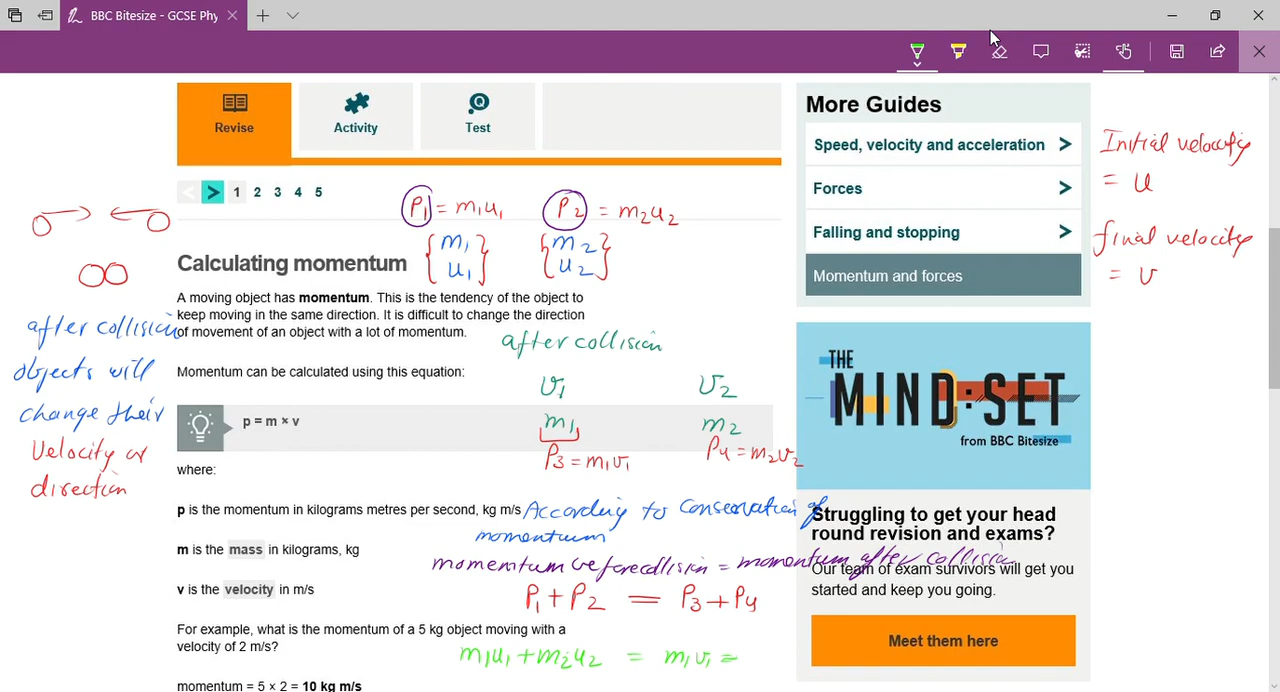 BBC Bitesize - GCSE Phy
Revise
Activity
Test
1 2 3 4 5
More Guides
Speed, velocity and acceleration
Forces
Falling and stopping
Momentum and forces
Initial velocity
= u
final velocity
= v
P1 = m1u1
P2 = m2u2
m1
u1
m2
u2
Calculating momentum
A moving object has momentum. This is the tendency of the object to
keep moving in the same direction. It is difficult to change the direction
of movement of an object with a lot of momentum.
after collision
objects will
change their
velocity or
direction
after collision
Momentum can be calculated using this equation:
v1 v2
p = m × v
m1 m2
P3 = m1v1 P4 = m2v2
where:
p is the momentum in kilograms metres per second, kg m/s
According to conservation of
momentum
m is the mass in kilograms, kg
momentum before collision = momentum after collision
v is the velocity in m/s
P1 + P2 = P3 + P4
For example, what is the momentum of a 5 kg object moving with a
velocity of 2 m/s?
m1u1 + m2u2 = m1v1 =
momentum = 5 × 2 = 10 kg m/s
THE
MIND·SET
from BBC Bitesize
Struggling to get your head
round revision and exams?
Our team of exam survivors will get you
started and keep you going.
Meet them here